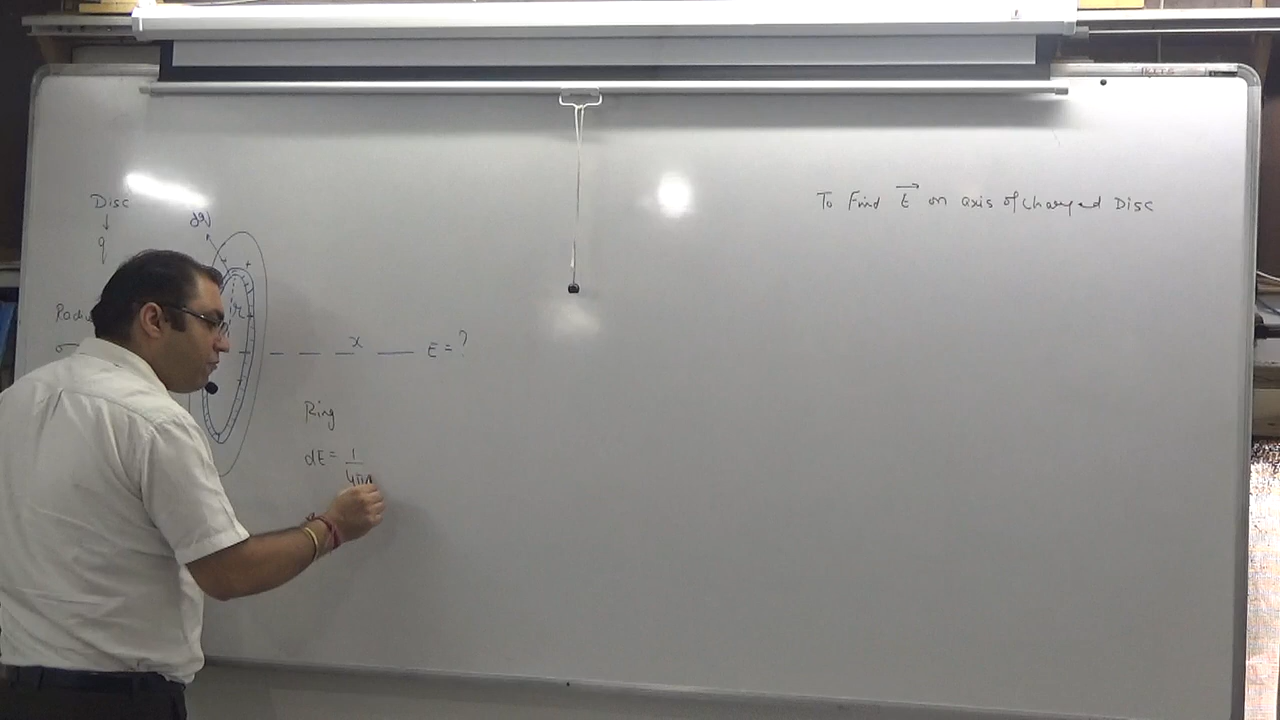 To Find E on axis of charged Disc
Disc
↓
q
dq
+
r
x
E = ?
Ring
dE = 1/4π